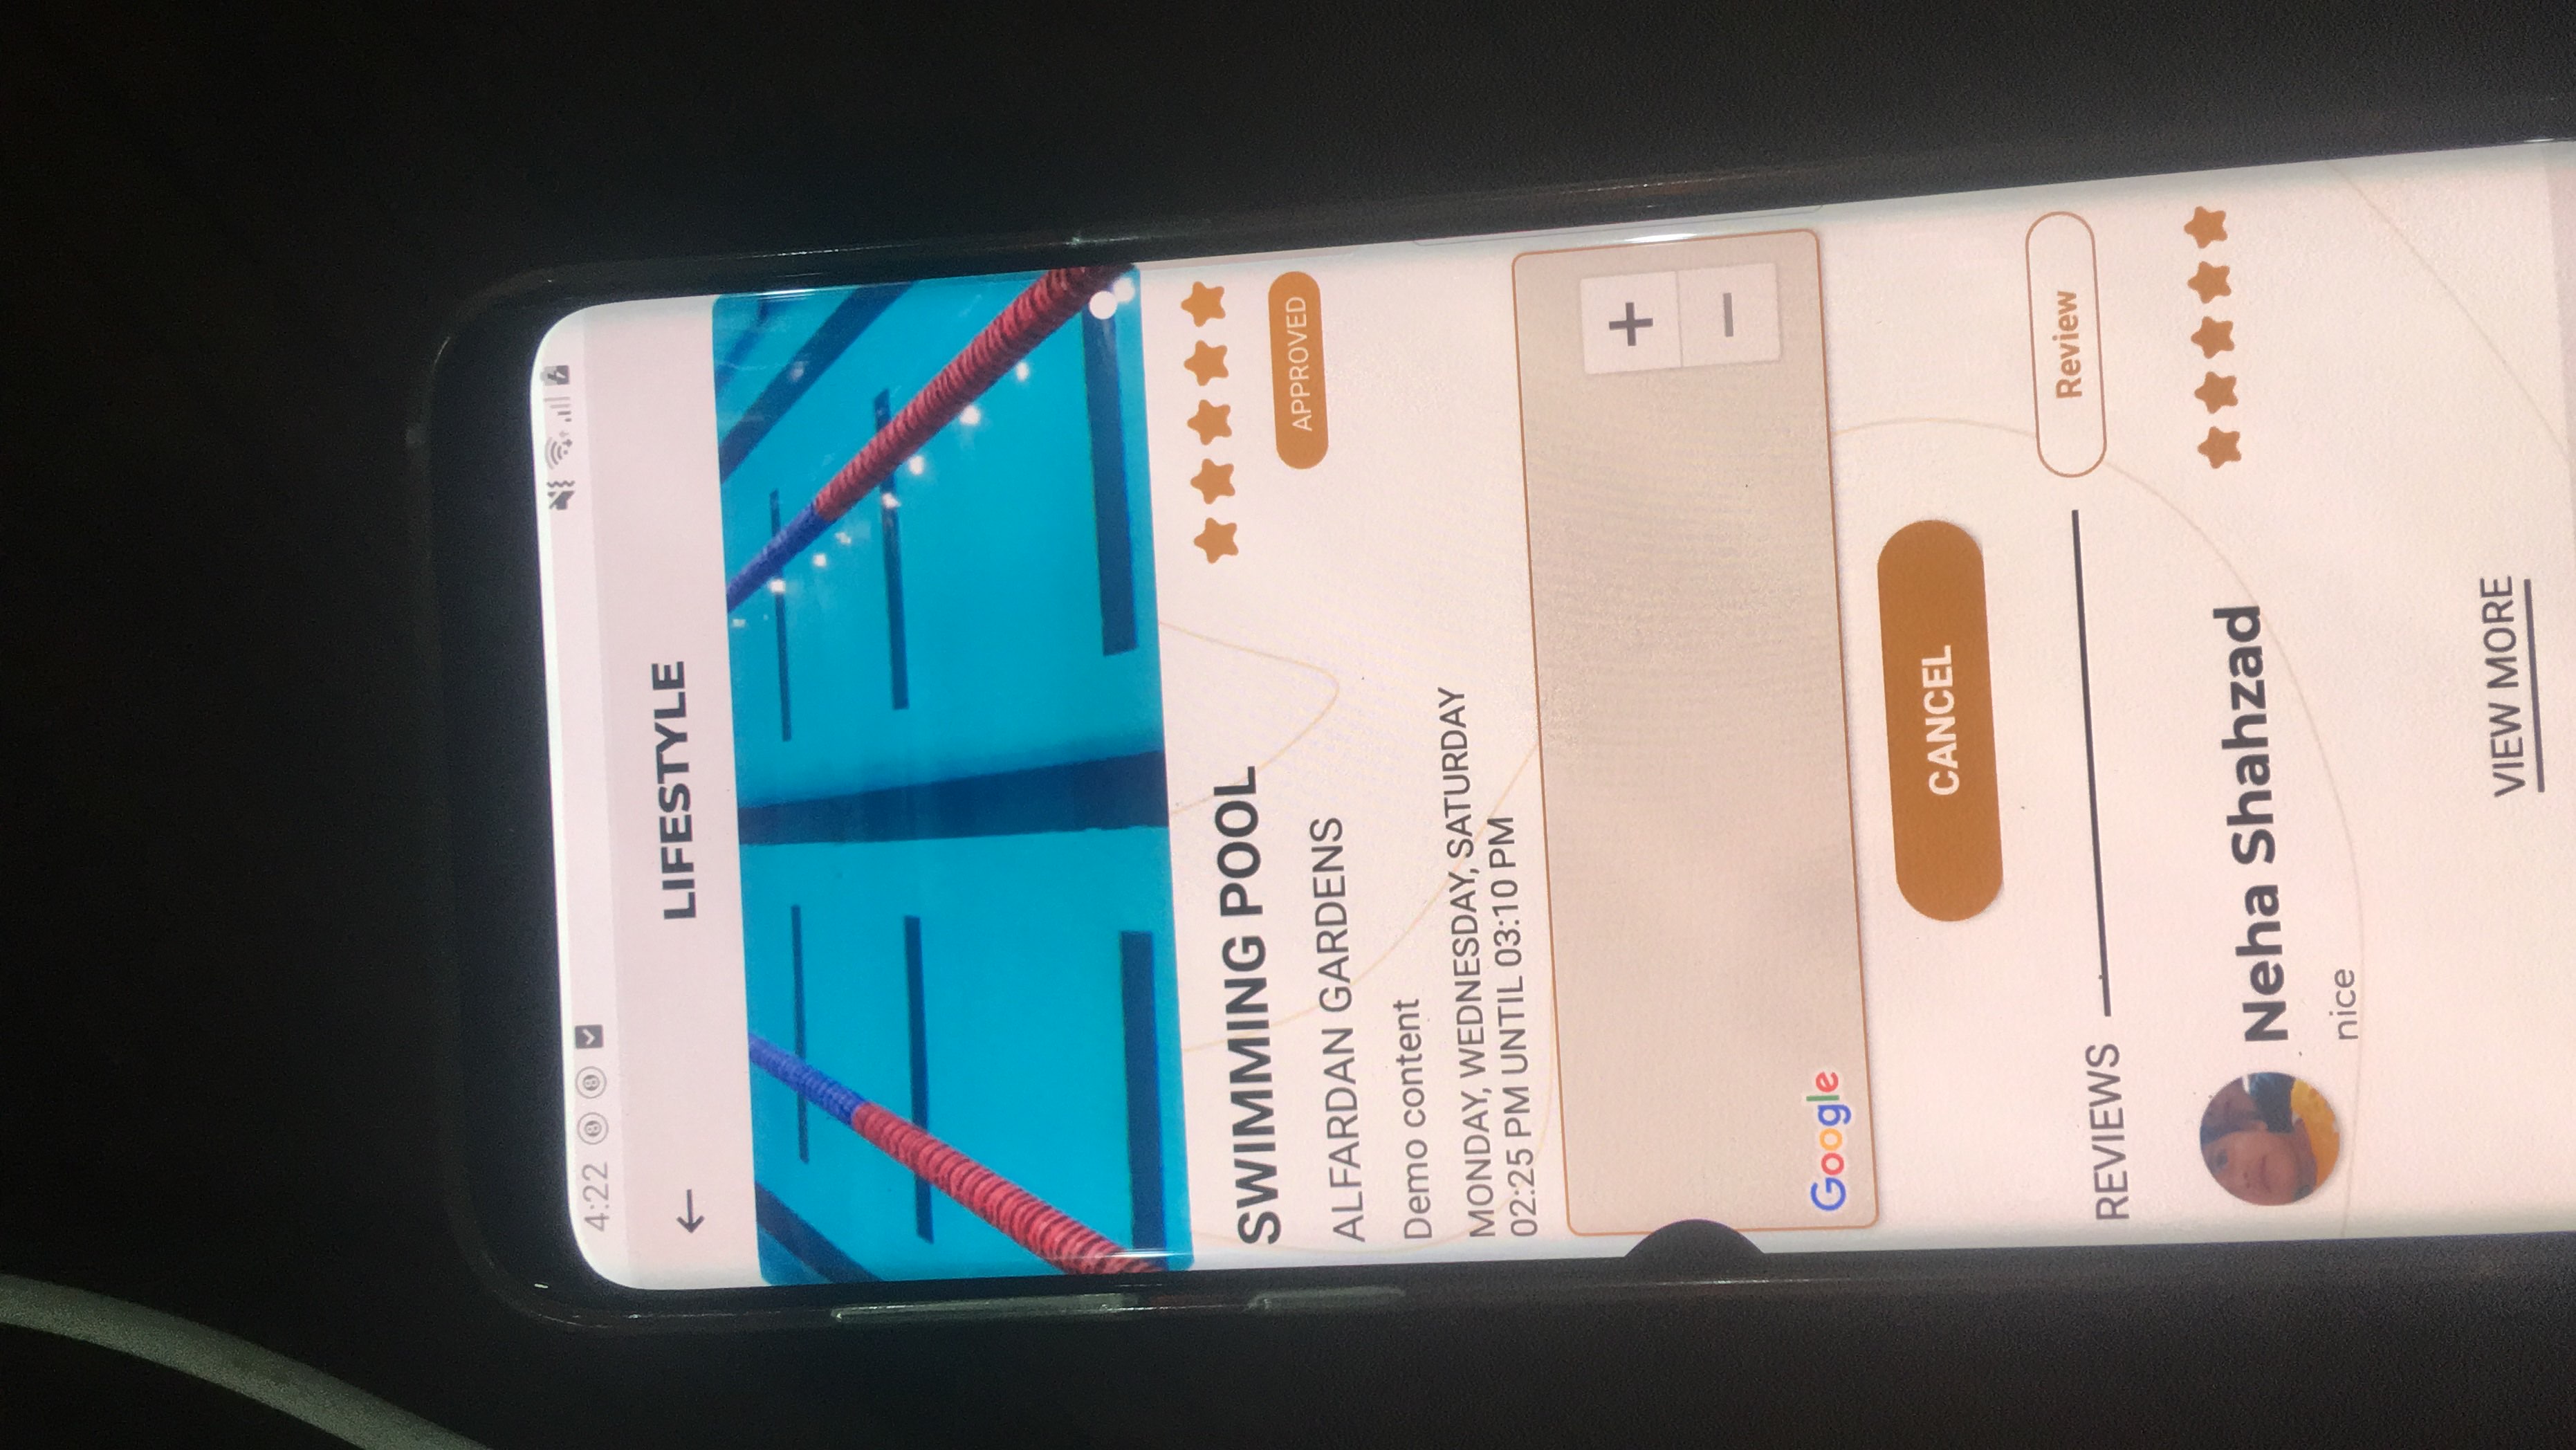 4:22
LIFESTYLE
SWIMMING POOL
APPROVED
ALFARDAN GARDENS
Demo content
MONDAY, WEDNESDAY, SATURDAY
02:25 PM UNTIL 03:10 PM
+
−
Google
CANCEL
REVIEWS
Review
Neha Shahzad
nice
VIEW MORE